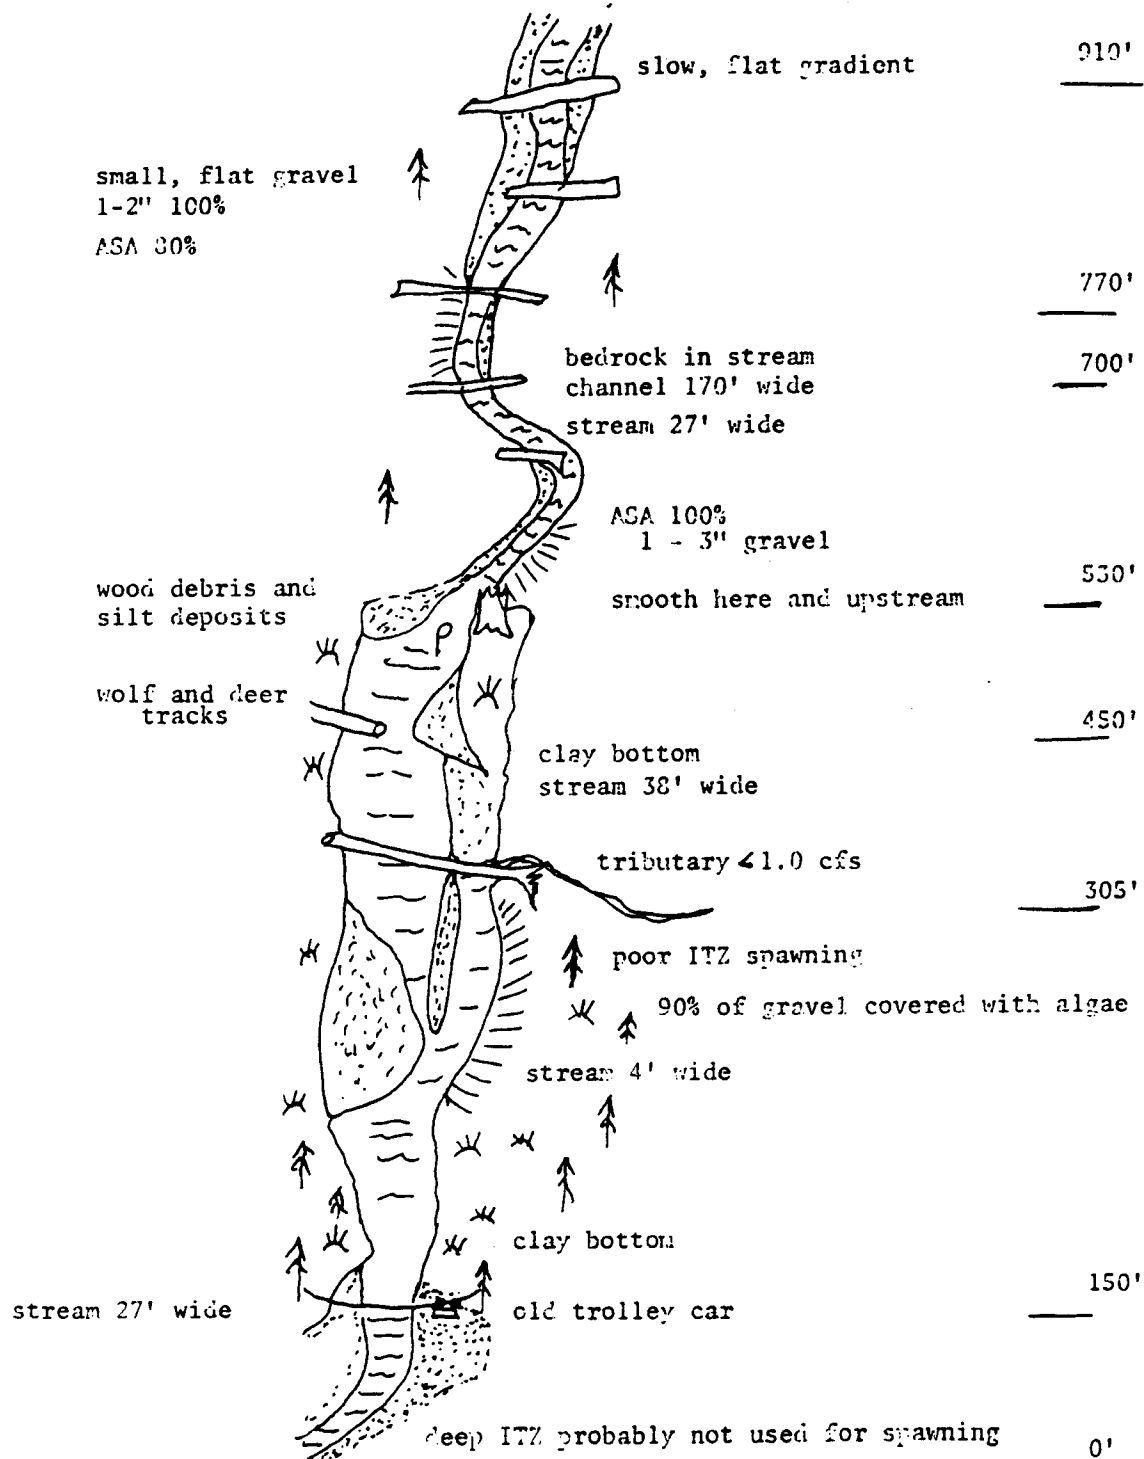 slow, flat gradient
910'
small, flat gravel
1-2" 100%
ASA 80%
770'
bedrock in stream
channel 170' wide
stream 27' wide
700'
ASA 100%
1 - 3" gravel
530'
wood debris and
silt deposits
smooth here and upstream
wolf and deer
tracks
450'
clay bottom
stream 38' wide
tributary <1.0 cfs
305'
poor ITZ spawning
90% of gravel covered with algae
stream 4' wide
clay bottom
150'
stream 27' wide
old trolley car
deep ITZ probably not used for spawning
0'